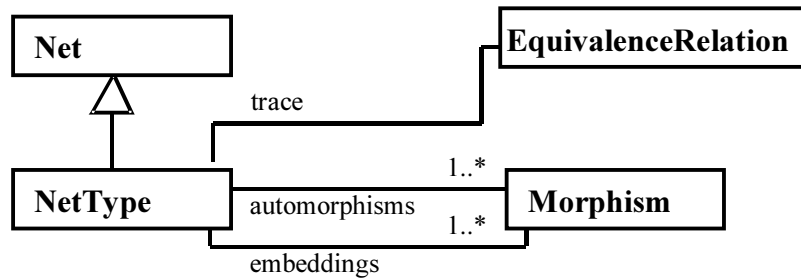 Net
EquivalenceRelation
trace
NetType
1..*
automorphisms
Morphism
1..*
embeddings